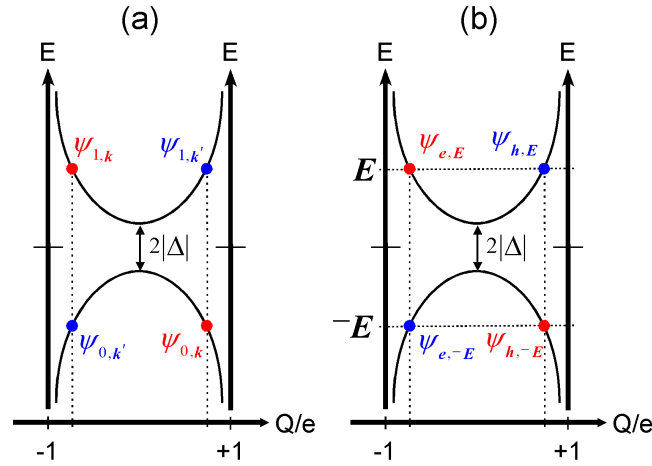 (a)
(b)
E
E
E
E
ψ1,k
ψ1,k′
ψe,E
ψh,E
E
2|Δ|
2|Δ|
-E
ψ0,k′
ψ0,k
ψe,-E
ψh,-E
Q/e
Q/e
-1
+1
-1
+1